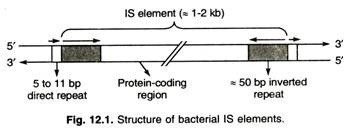 IS element (≈ 1-2 kb)
5′ 3′
3′ 5′
5 to 11 bp
direct repeat
Protein-coding
region
≈ 50 bp inverted
repeat
Fig. 12.1. Structure of bacterial IS elements.